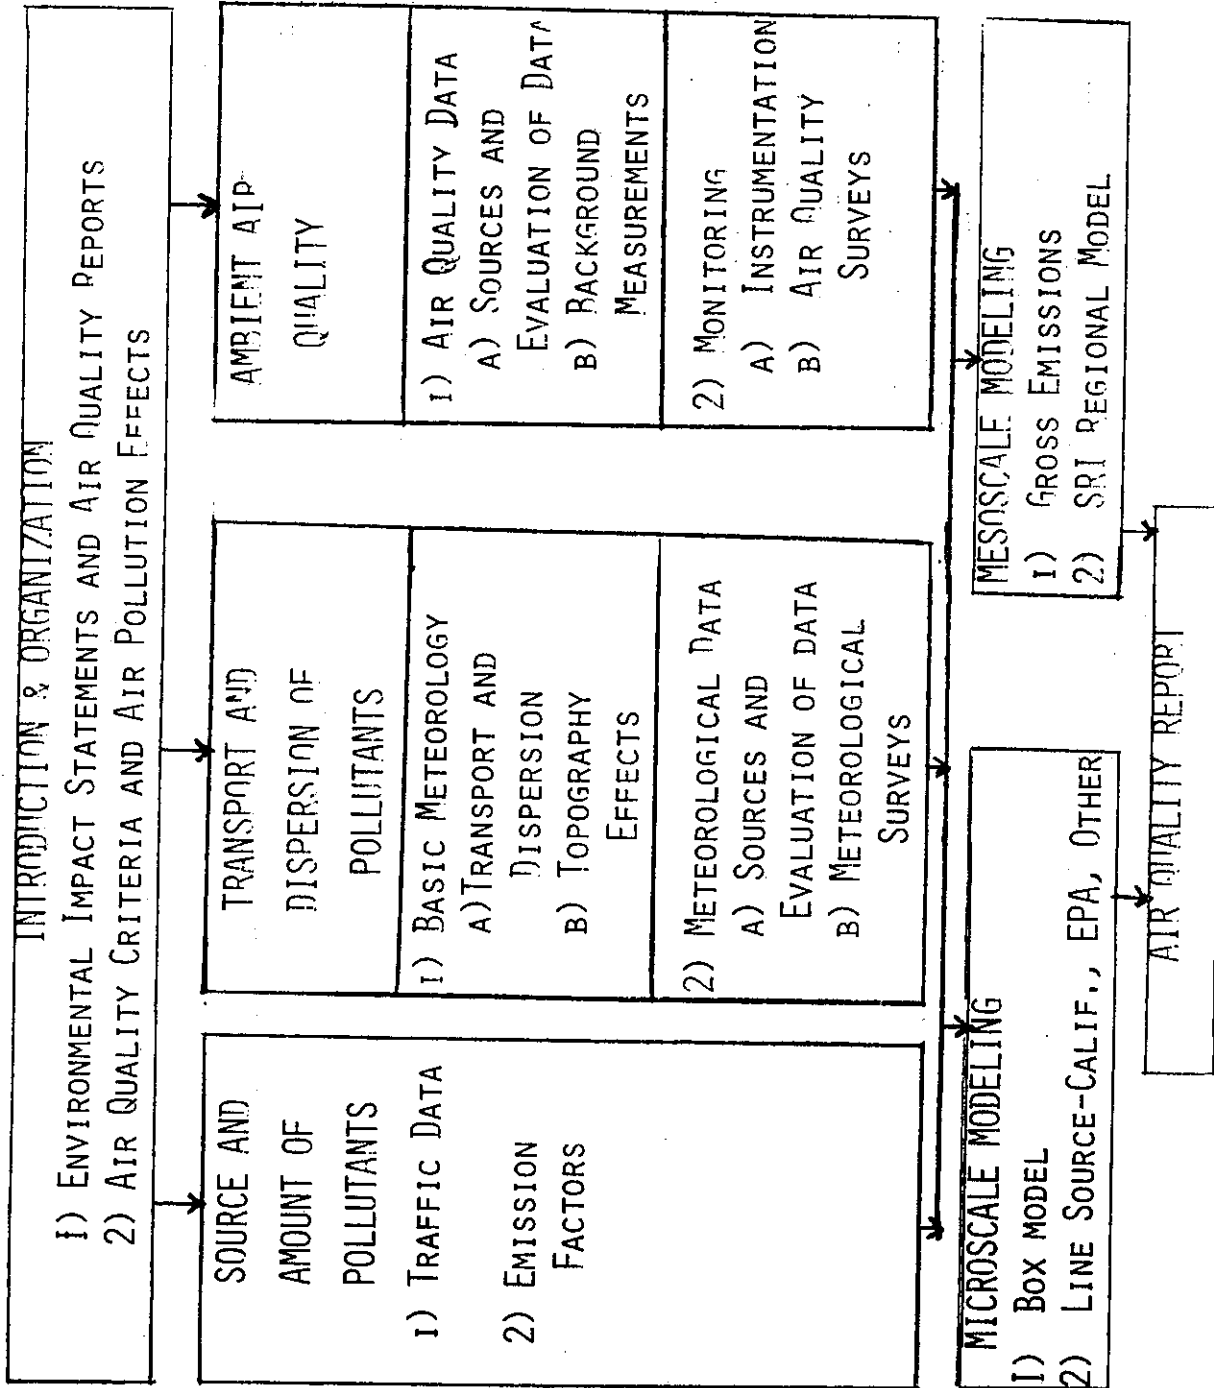 INTRODUCTION & ORGANIZATION
1) ENVIRONMENTAL IMPACT STATEMENTS AND AIR QUALITY REPORTS
2) AIR QUALITY CRITERIA AND AIR POLLUTION EFFECTS
SOURCE AND
AMOUNT OF
POLLUTANTS
1) TRAFFIC DATA
2) EMISSION
FACTORS
TRANSPORT AND
DISPERSION OF
POLLUTANTS
1) BASIC METEOROLOGY
A) TRANSPORT AND
DISPERSION
B) TOPOGRAPHY
EFFECTS
2) METEOROLOGICAL DATA
A) SOURCES AND
EVALUATION OF DATA
B) METEOROLOGICAL
SURVEYS
AMBIENT AIR
QUALITY
1) AIR QUALITY DATA
A) SOURCES AND
EVALUATION OF DATA
B) BACKGROUND
MEASUREMENTS
2) MONITORING
A) INSTRUMENTATION
B) AIR QUALITY
SURVEYS
MICROSCALE MODELING
1) BOX MODEL
2) LINE SOURCE-CALIF., EPA, OTHER
MESOSCALE MODELING
1) GROSS EMISSIONS
2) SRI REGIONAL MODEL
AIR QUALITY REPORT